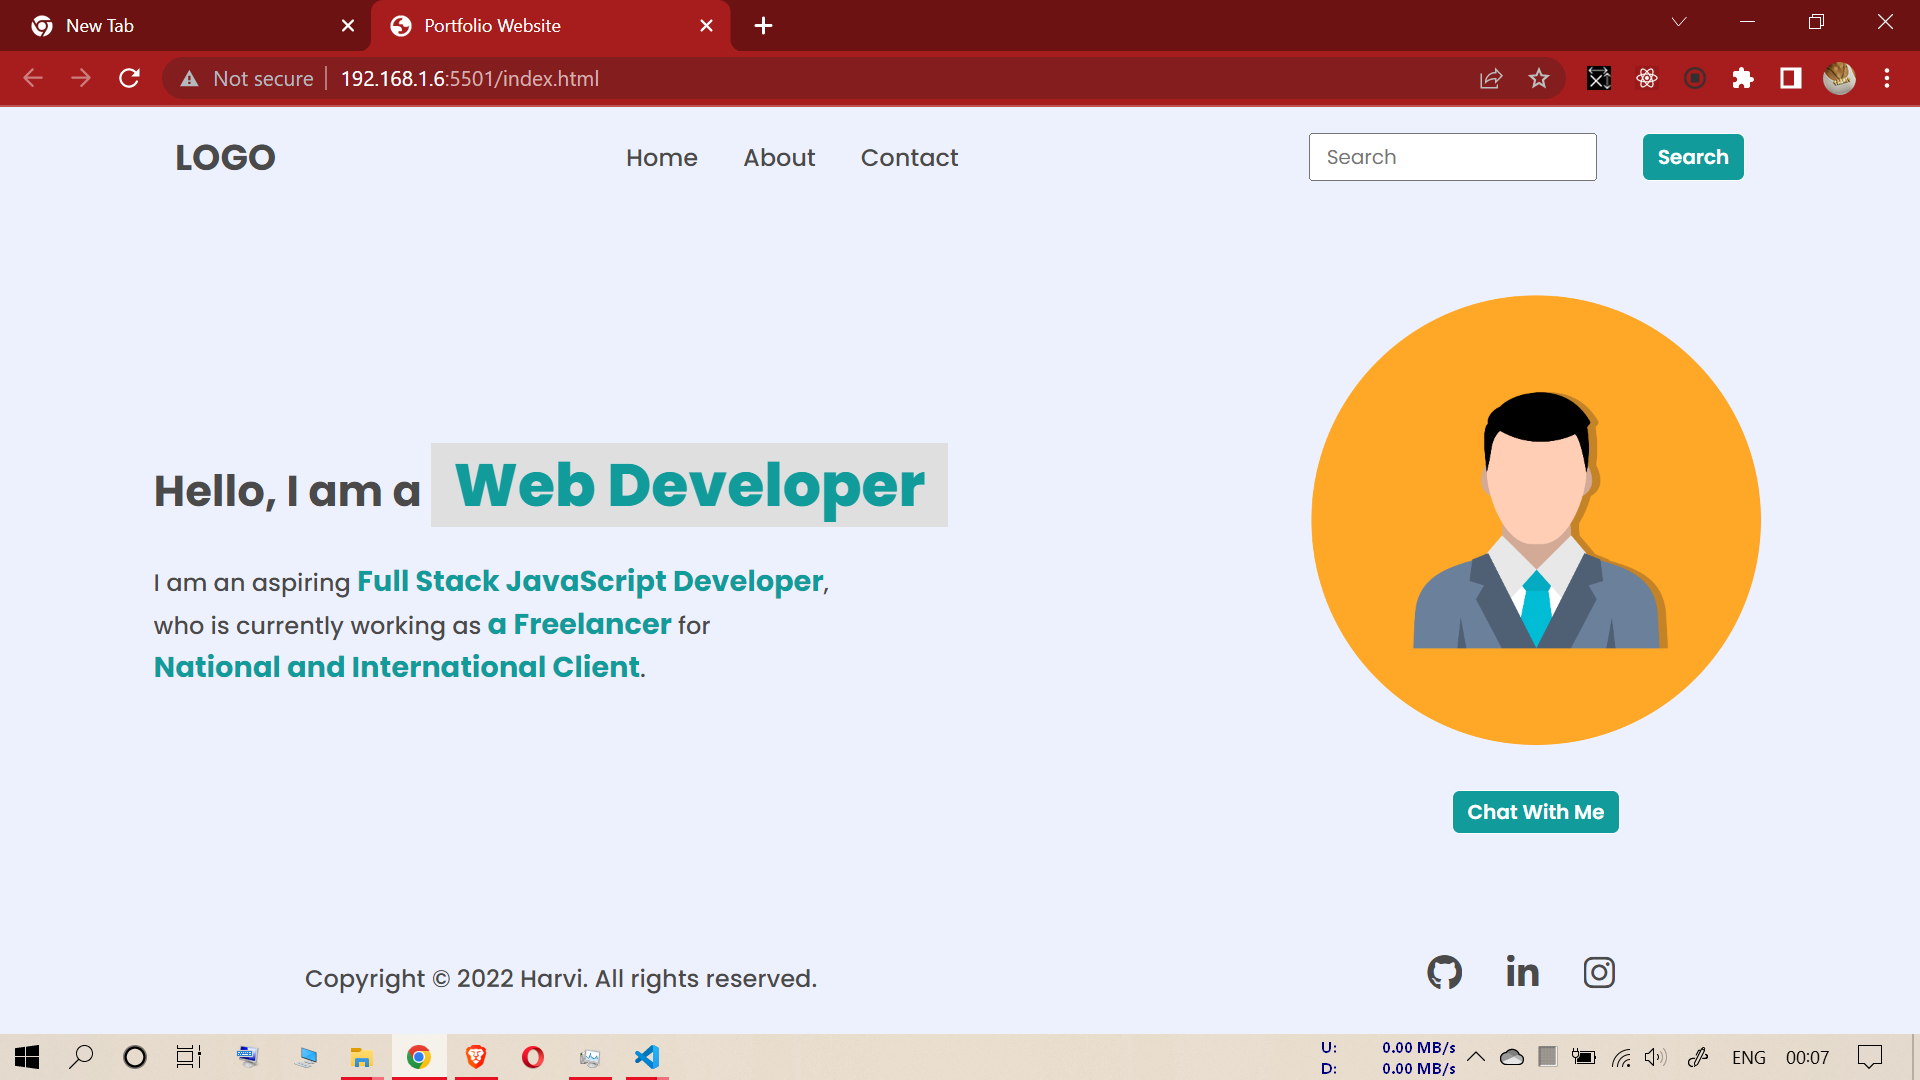 New Tab
Portfolio Website
Not secure
192.168.1.6:5501/index.html
LOGO
Home
About
Contact
Search
Search
Hello, I am a Web Developer
I am an aspiring Full Stack JavaScript Developer,
who is currently working as a Freelancer for
National and International Client.
Chat With Me
Copyright © 2022 Harvi. All rights reserved.
in
U: 0.00 MB/s
D: 0.00 MB/s
ENG
00:07